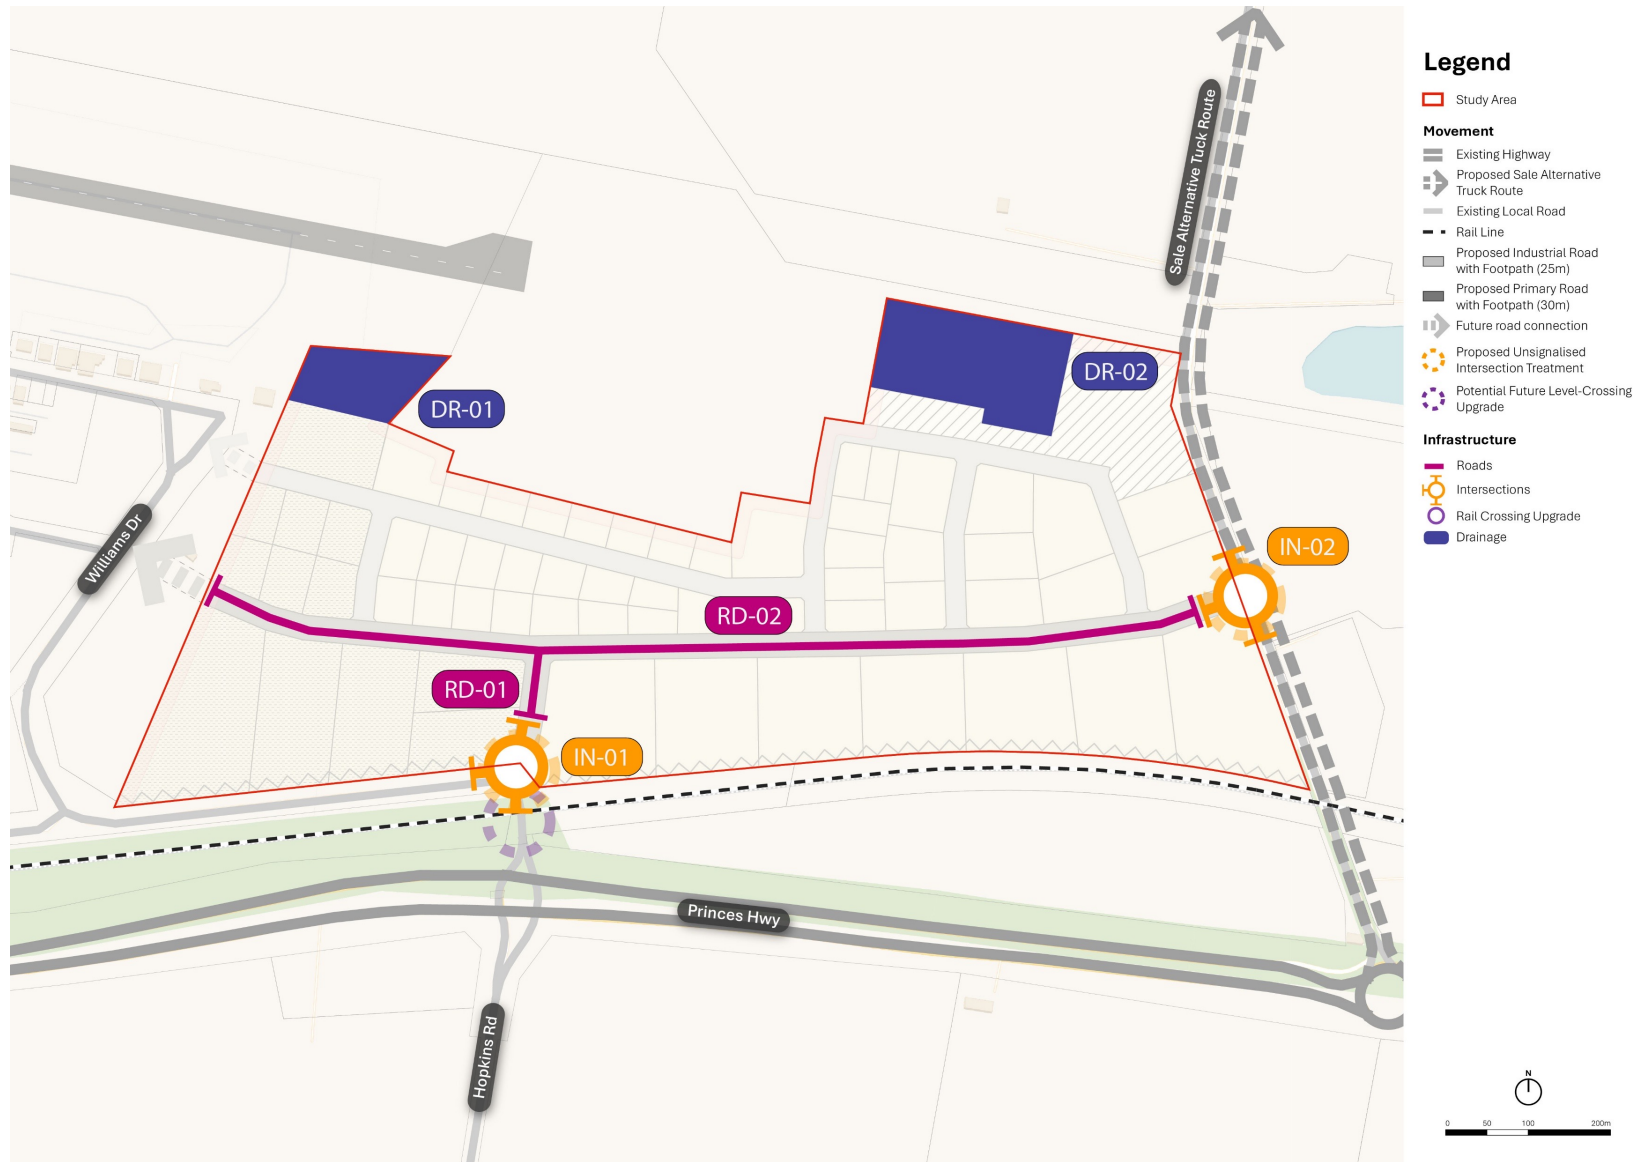 Sale Alternative Tuck Route
DR-01
DR-02
Williams Dr
IN-02
RD-02
RD-01
IN-01
Princes Hwy
Hopkins Rd
Legend
Study Area
Movement
Existing Highway
Proposed Sale Alternative
Truck Route
Existing Local Road
Rail Line
Proposed Industrial Road
with Footpath (25m)
Proposed Primary Road
with Footpath (30m)
Future road connection
Proposed Unsignalised
Intersection Treatment
Potential Future Level-Crossing
Upgrade
Infrastructure
Roads
Intersections
Rail Crossing Upgrade
Drainage
N
0 50 100 200m